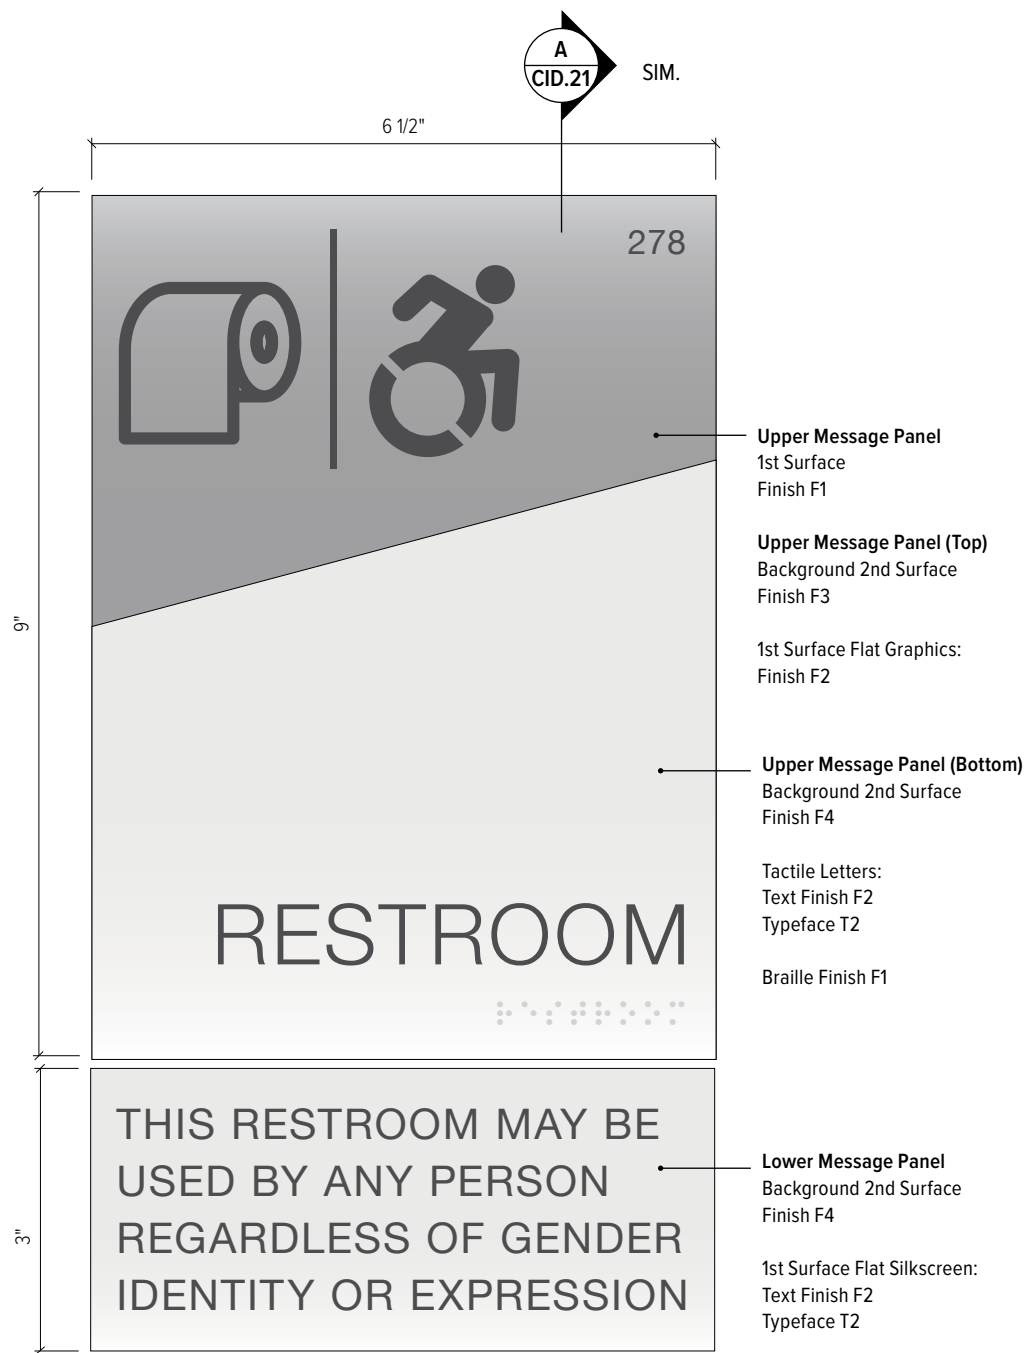 A
CID.21
SIM.
6 1/2"
278
9"
Upper Message Panel
1st Surface
Finish F1
Upper Message Panel (Top)
Background 2nd Surface
Finish F3
1st Surface Flat Graphics:
Finish F2
Upper Message Panel (Bottom)
Background 2nd Surface
Finish F4
Tactile Letters:
Text Finish F2
Typeface T2
Braille Finish F1
RESTROOM
⠗⠑⠎⠞⠗⠕⠕⠍
3"
THIS RESTROOM MAY BE
USED BY ANY PERSON
REGARDLESS OF GENDER
IDENTITY OR EXPRESSION
Lower Message Panel
Background 2nd Surface
Finish F4
1st Surface Flat Silkscreen:
Text Finish F2
Typeface T2